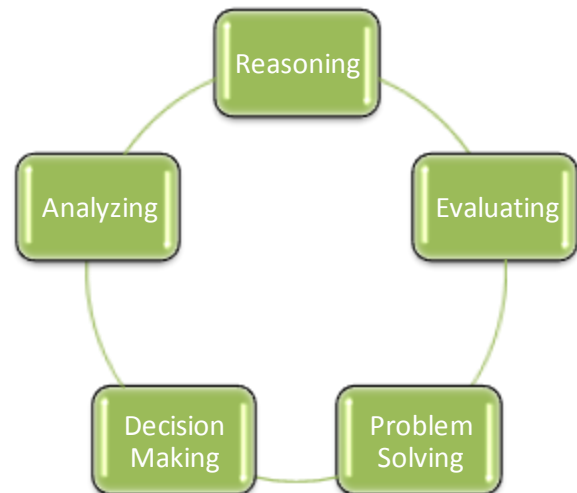 Reasoning
Analyzing
Evaluating
Decision
Making
Problem
Solving